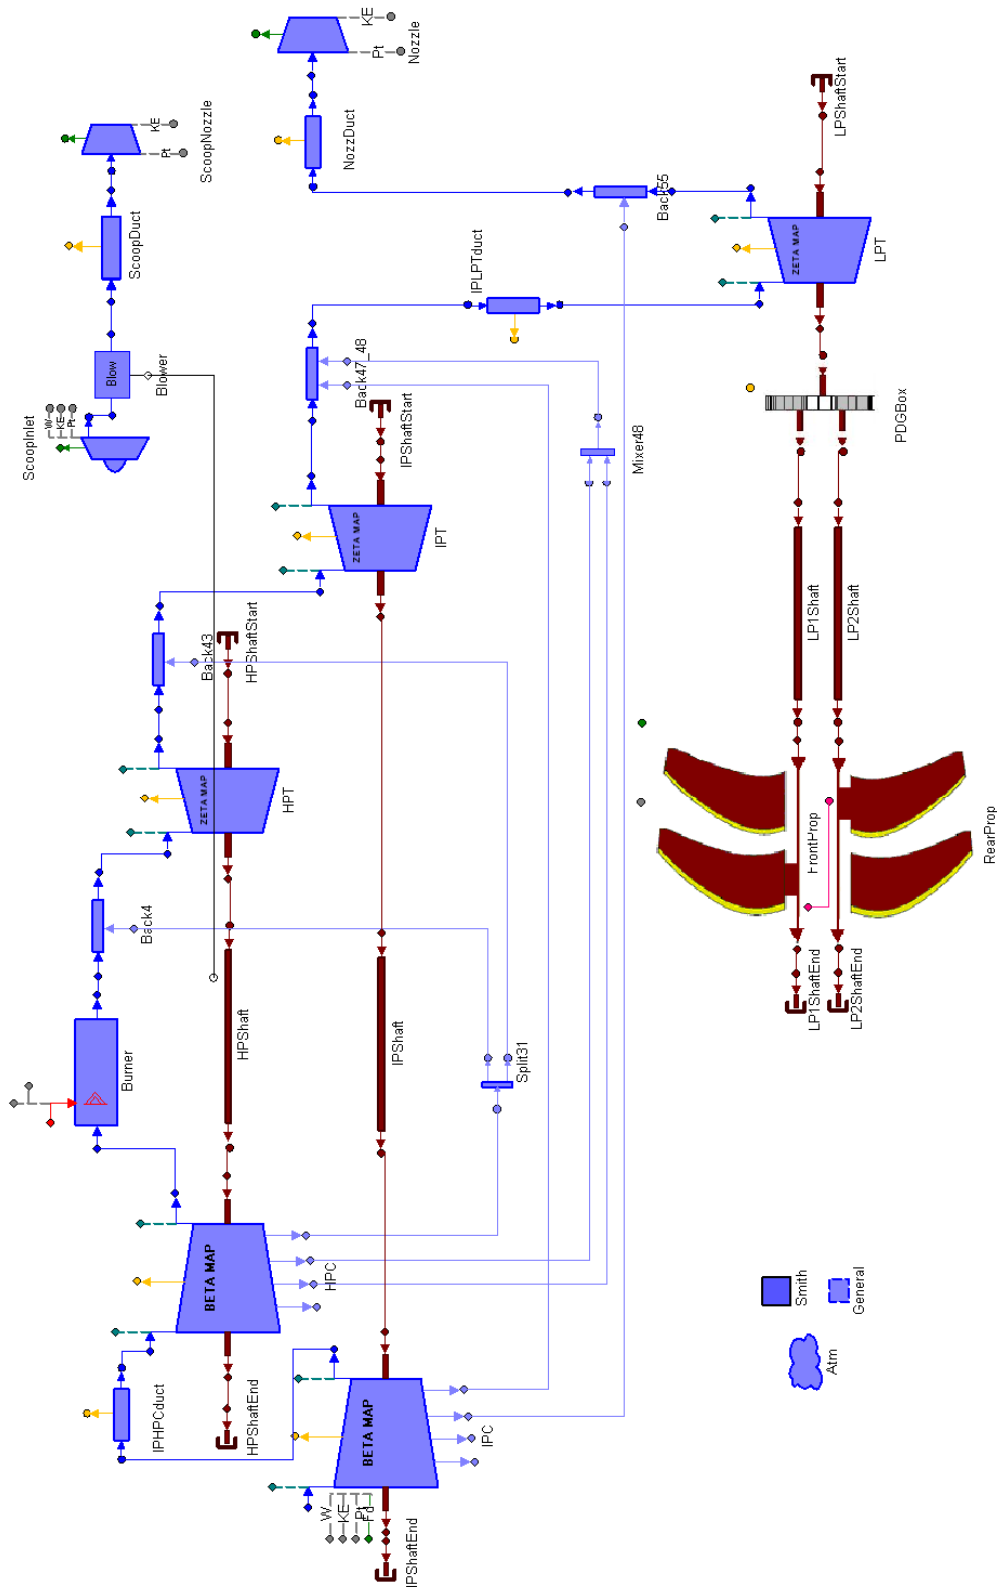 KE
Pt
Nozzle
KE
Pt
ScoopNozzle
NozzDuct
LPShaftStart
ScoopDuct
Back55
ZETA MAP
LPT
IPLPTduct
Blow
Blower
Back47_48
W
KE
Pt
ScoopInlet
IPShaftStart
PDGBox
Mixer48
ZETA MAP
IPT
LP1Shaft
LP2Shaft
Back43
HPShaftStart
ZETA MAP
HPT
FrontProp
RearProp
Back4
LP1ShaftEnd
LP2ShaftEnd
HPShaft
IPShaft
Split31
Burner
BETA MAP
HPC
Smith
General
Atm
IPHPCduct
HPShaftEnd
BETA MAP
IPC
W
KE
Pt
Fd
IPShaftEnd